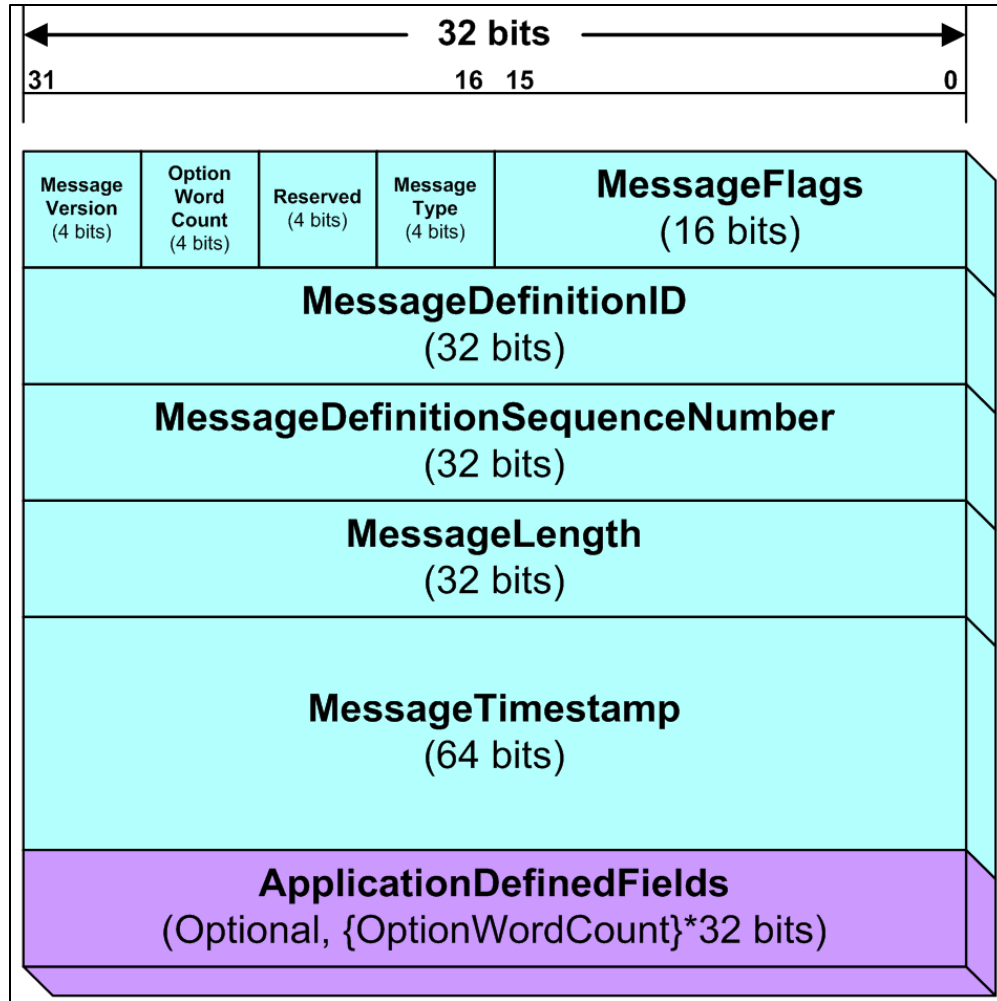 32 bits
31 16 15 0
Message
Version
(4 bits)
Option
Word
Count
(4 bits)
Reserved
(4 bits)
Message
Type
(4 bits)
MessageFlags
(16 bits)
MessageDefinitionID
(32 bits)
MessageDefinitionSequenceNumber
(32 bits)
MessageLength
(32 bits)
MessageTimestamp
(64 bits)
ApplicationDefinedFields
(Optional, {OptionWordCount}*32 bits)